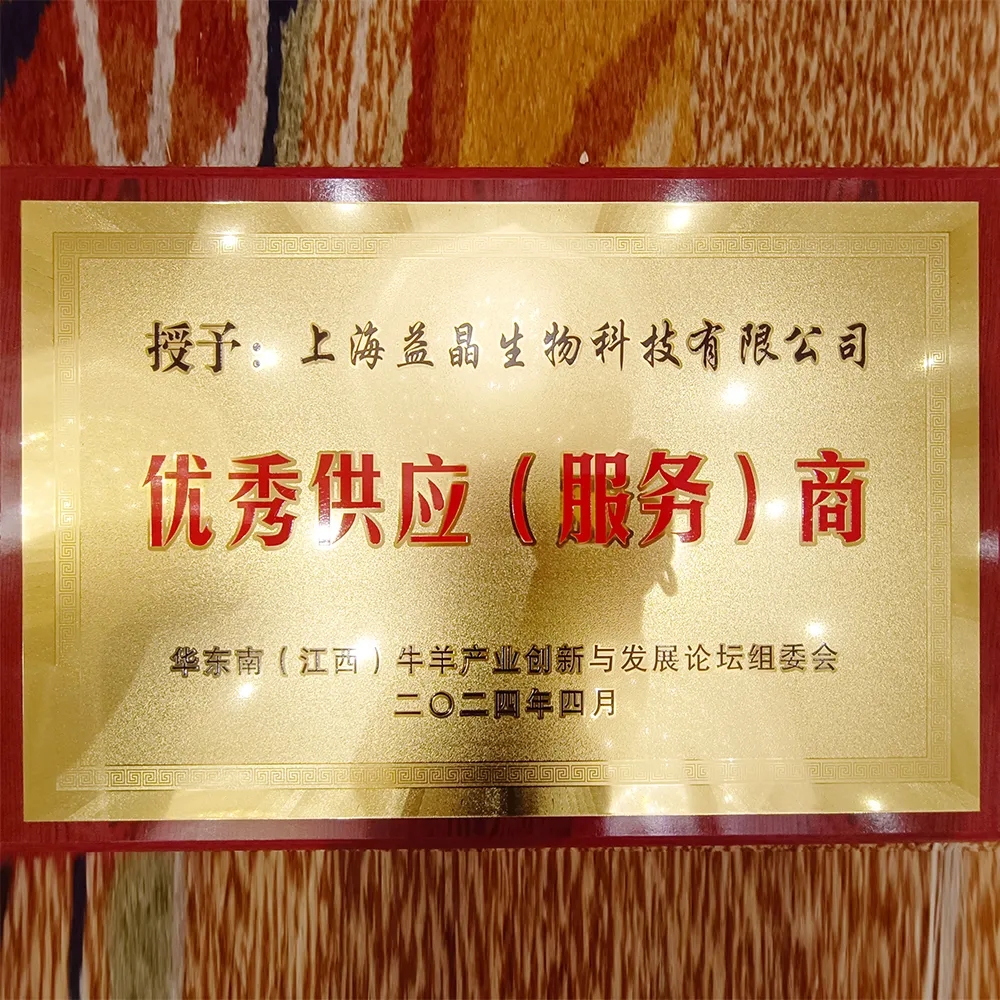 授予：上海益晶生物科技有限公司
优秀供应（服务）商
华东南（江西）牛羊产业创新与发展论坛组委会
二〇二四年四月